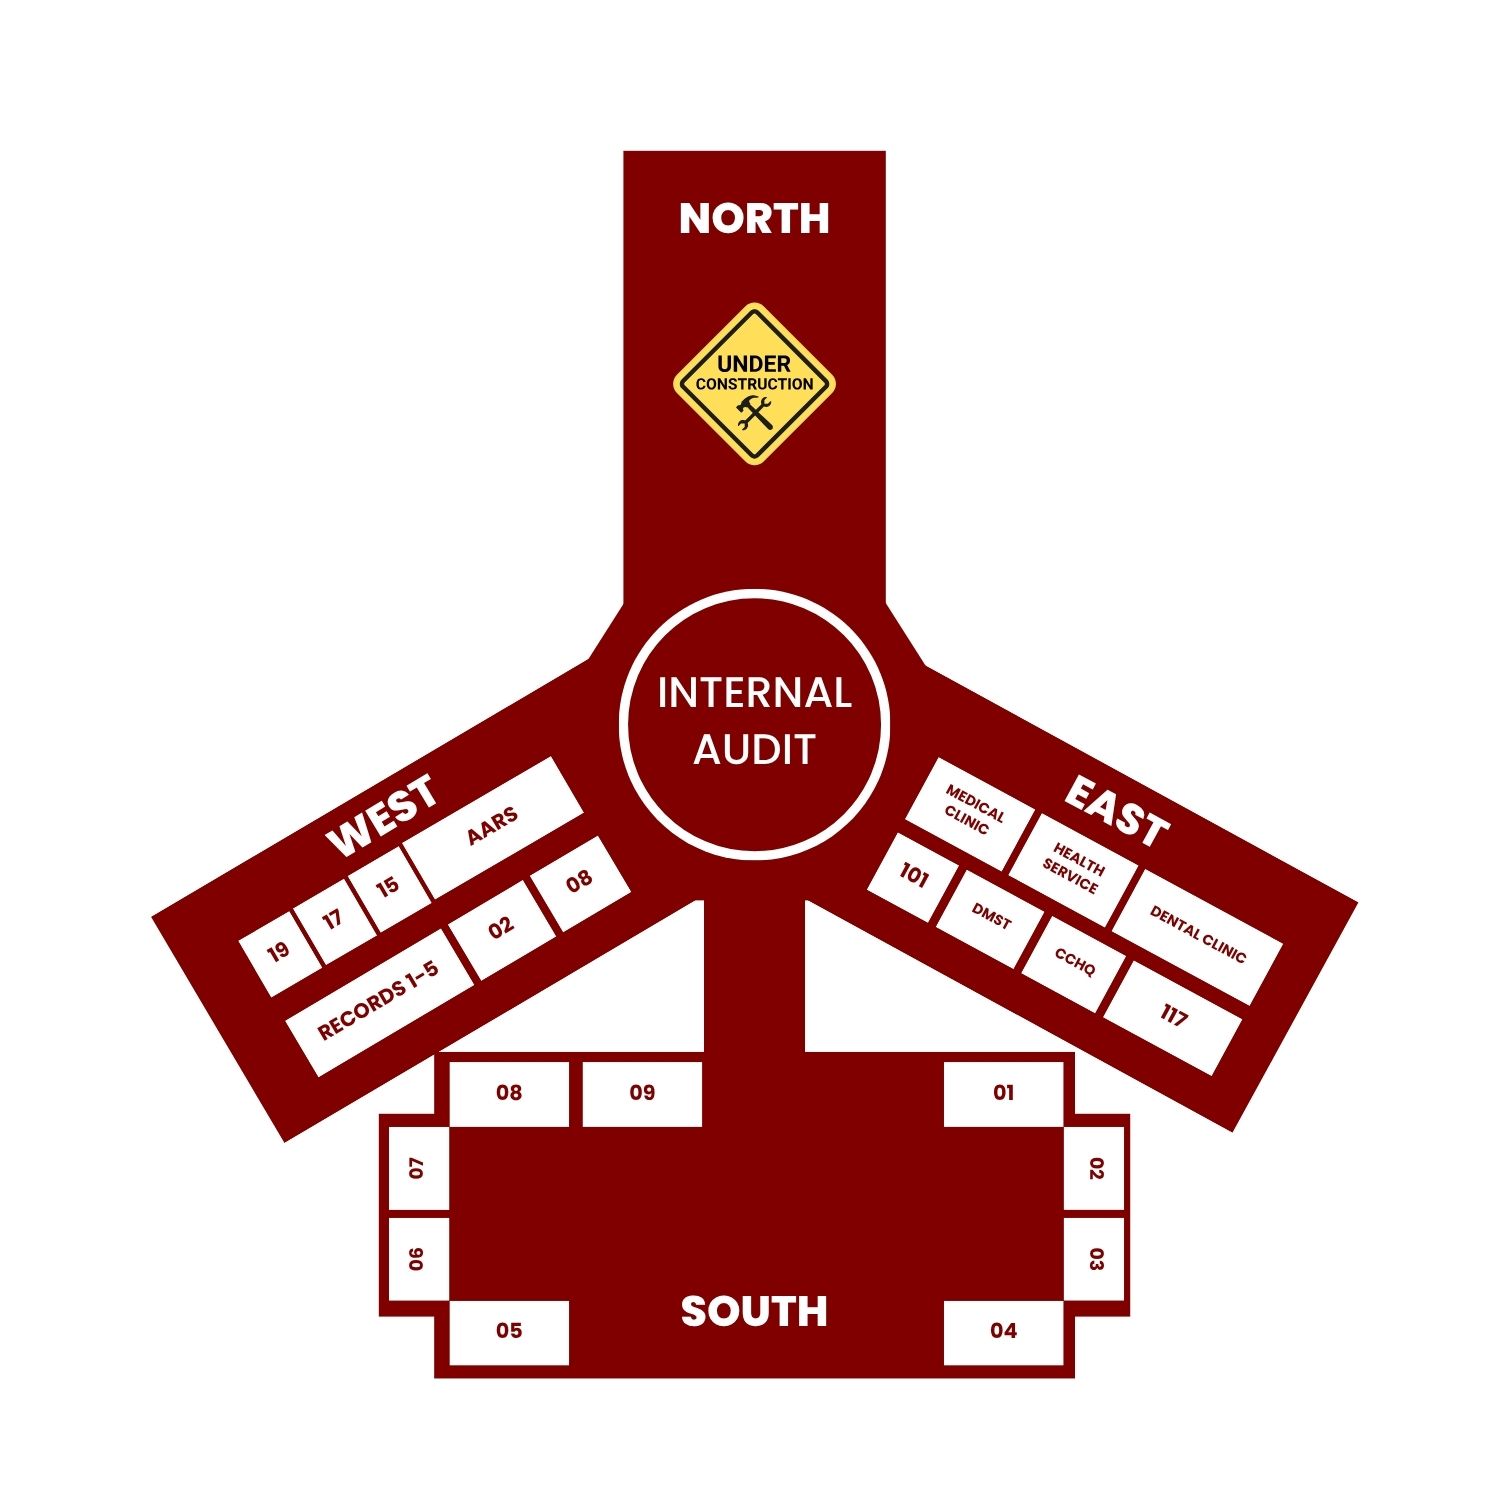 NORTH
UNDER
CONSTRUCTION
INTERNAL
AUDIT
WEST
AARS
15
17
19
RECORDS 1-5
02
08
EAST
MEDICAL
CLINIC
HEALTH
SERVICE
DENTAL CLINIC
101
DMST
CCHQ
117
08
09
01
07
02
06
03
SOUTH
05
04